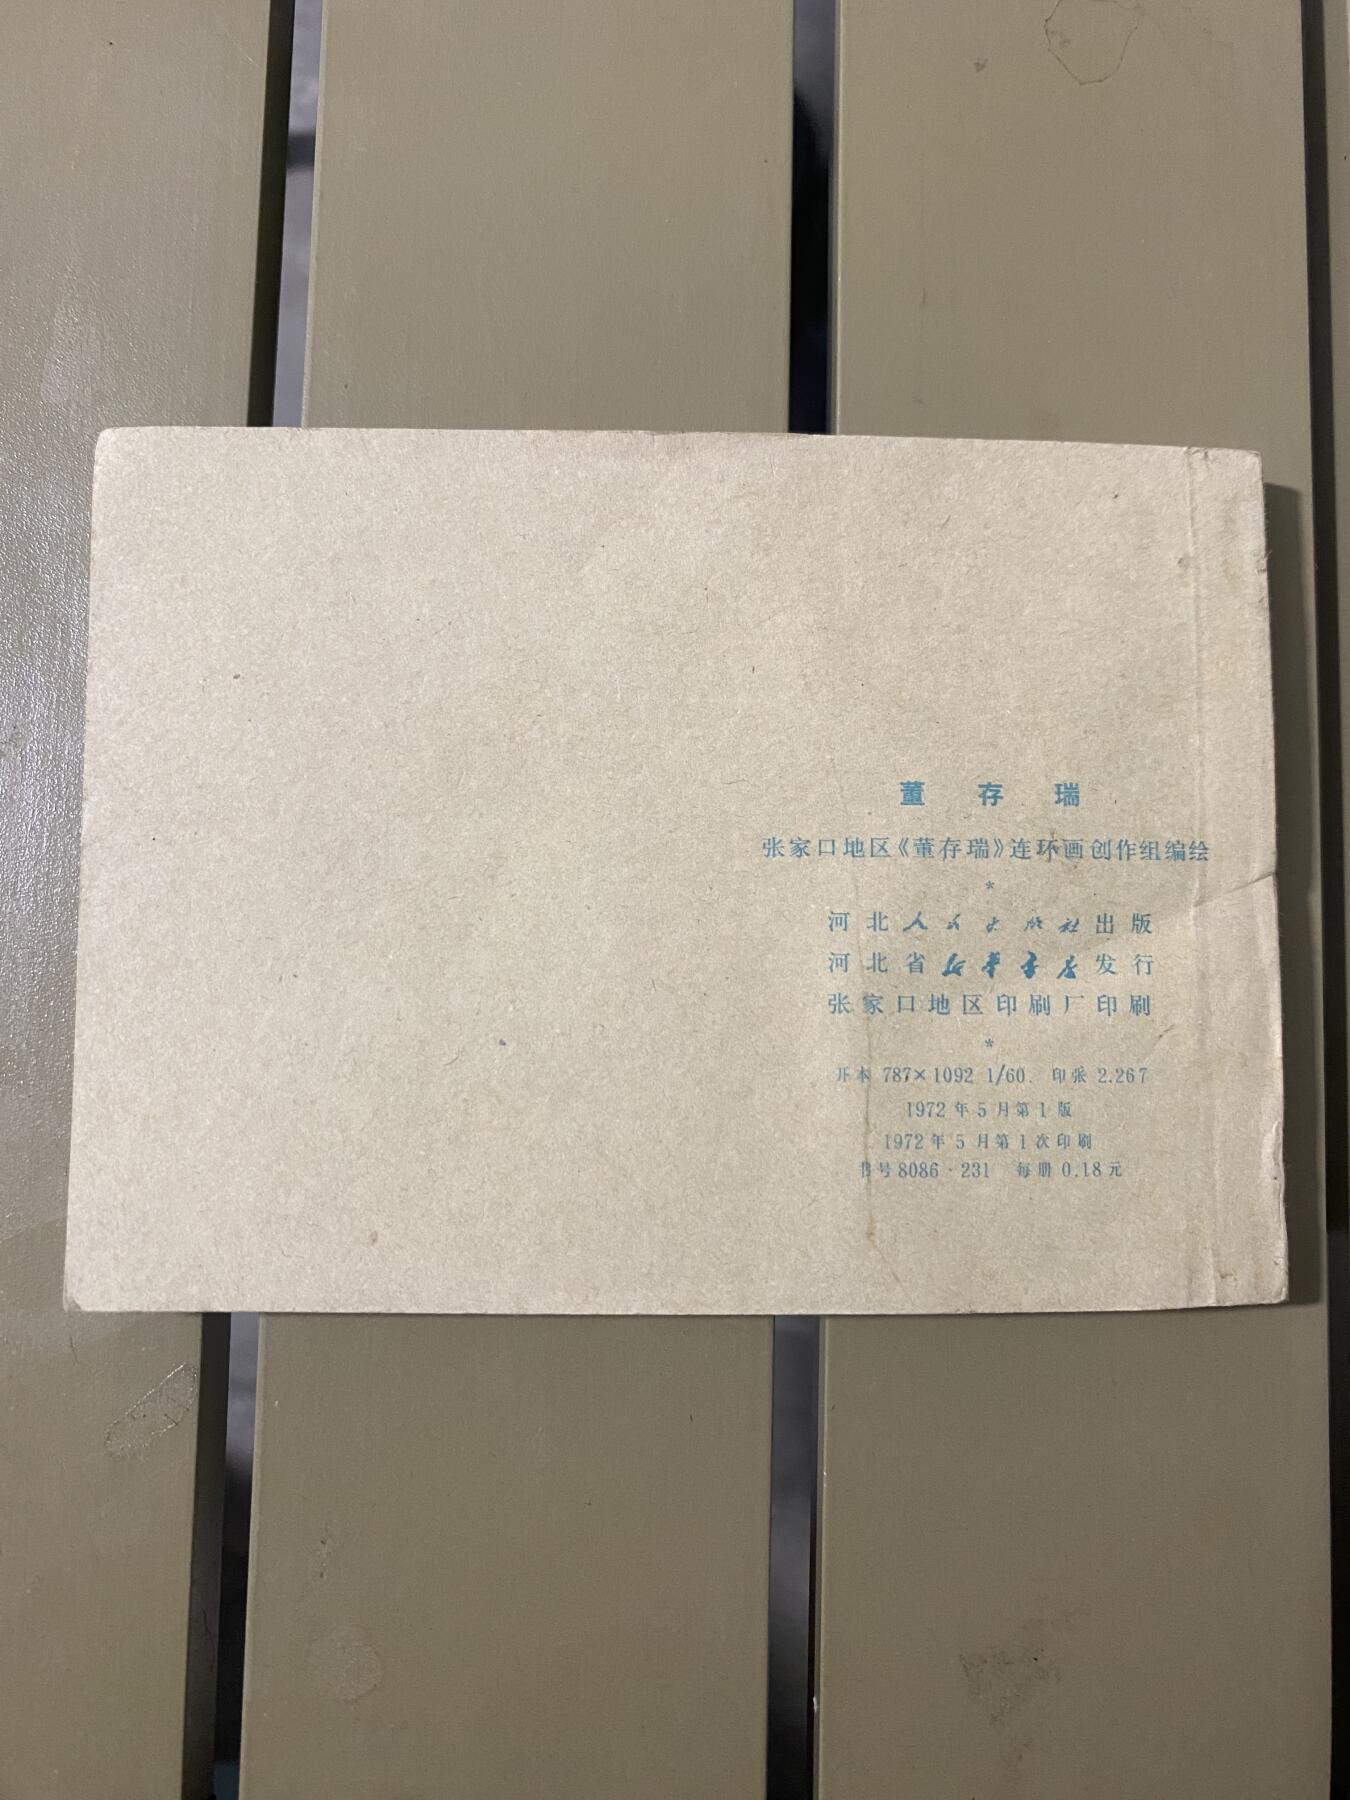 董存瑞
张家口地区《董存瑞》连环画创作组编绘
*
河北人民出版社出版
河北省新华书店发行
张家口地区印刷厂印刷
*
开本 787×1092 1/60. 印张 2.267
1972年5月第1版
1972年5月第1次印刷
书号 8086·231 每册 0.18元